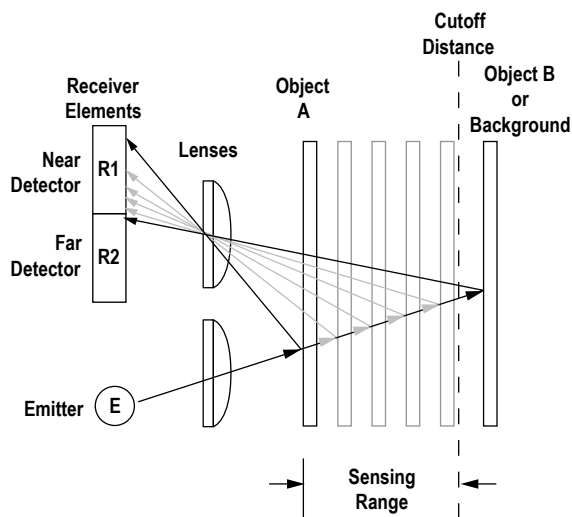 Cutoff
Distance
Object B
or
Background
Object
A
Receiver
Elements
Lenses
Near
Detector
R1
Far
Detector
R2
Emitter
E
Sensing
Range